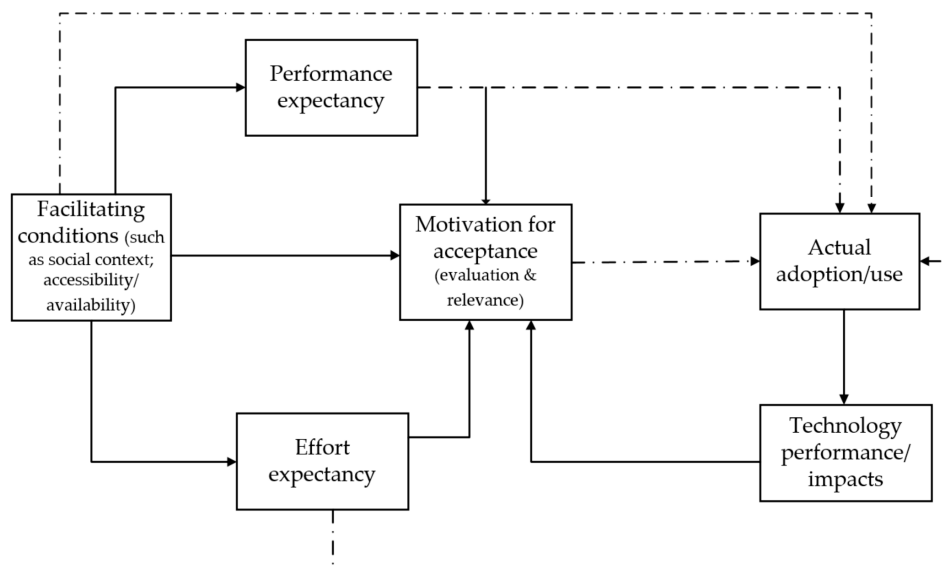 Performance
expectancy
Facilitating
conditions (such
as social context;
accessibility/
availability)
Motivation for
acceptance
(evaluation &
relevance)
Actual
adoption/use
Effort
expectancy
Technology
performance/
impacts